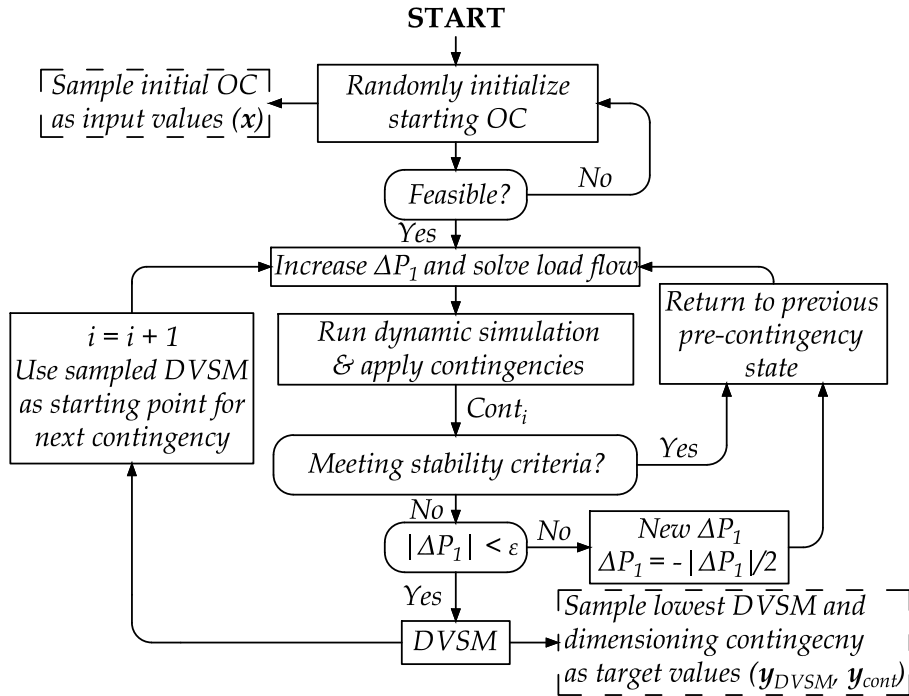 START
Sample initial OC
as input values (x)
Randomly initialize
starting OC
Feasible?
No
Yes
Increase ΔP₁ and solve load flow
Return to previous
pre-contingency
state
i = i + 1
Use sampled DVSM
as starting point for
next contingency
Run dynamic simulation
& apply contingencies
Contᵢ
Meeting stability criteria?
Yes
No
|ΔP₁| < ε
No
New ΔP₁
ΔP₁ = -|ΔP₁|/2
Yes
DVSM
Sample lowest DVSM and
dimensioning contingecny
as target values (y_DVSM, y_cont)